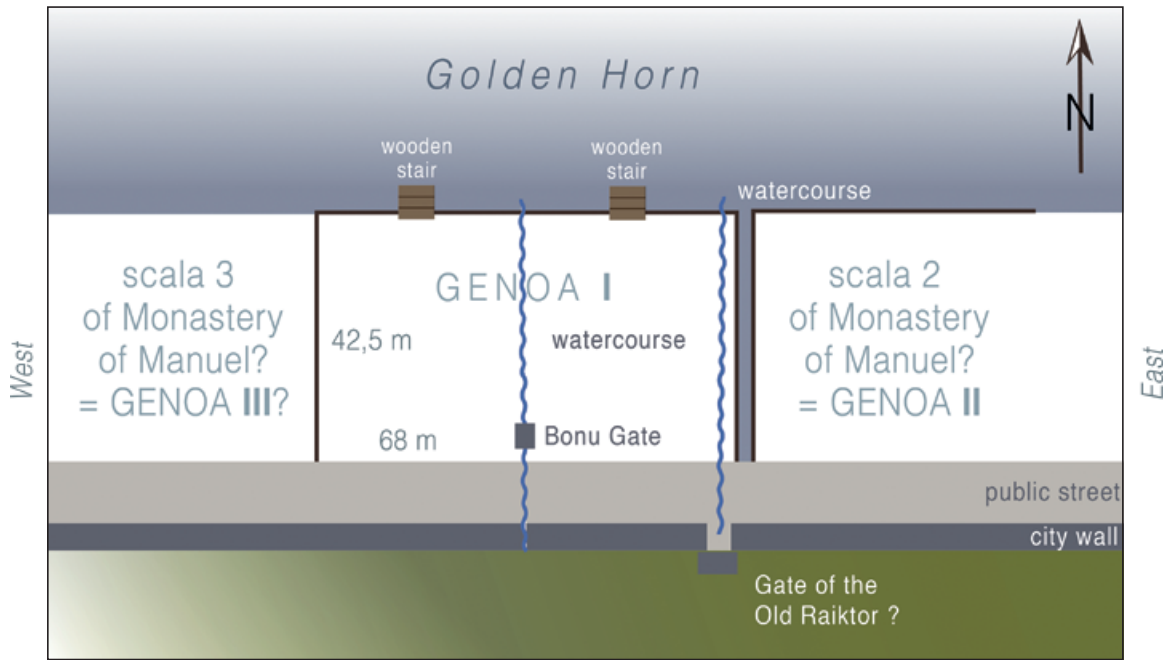 Golden Horn
N
wooden
stair
wooden
stair
watercourse
scala 3
of Monastery
of Manuel?
= GENOA III?
GENOA I
42,5 m
watercourse
68 m
Bonu Gate
scala 2
of Monastery
of Manuel?
= GENOA II
West
East
public street
city wall
Gate of the
Old Raiktor ?